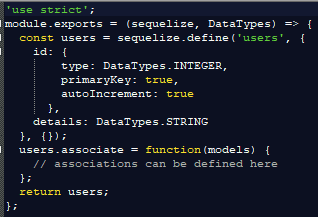 'use strict';
module.exports = (sequelize, DataTypes) => {
  const users = sequelize.define('users', {
    id: {
        type: DataTypes.INTEGER,
        primaryKey: true,
        autoIncrement: true
      },
    details: DataTypes.STRING
  }, {});
  users.associate = function(models) {
    // associations can be defined here
  };
  return users;
};